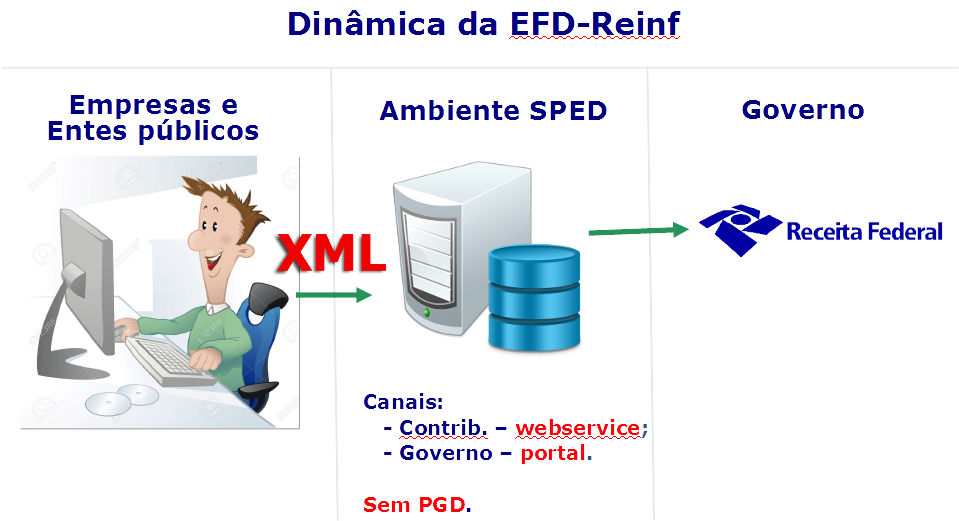 Dinâmica da EFD-Reinf
Empresas e
Entes públicos
Ambiente SPED
Governo
XML
Receita Federal
Canais:
- Contrib. – webservice;
- Governo – portal.
Sem PGD.